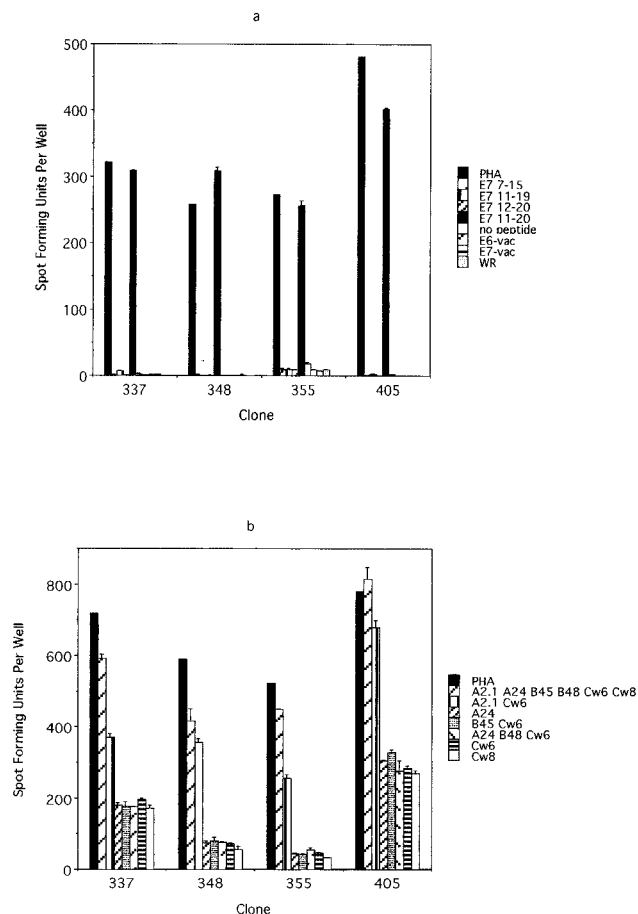 a
500
400
300
200
100
0
Spot Forming Units Per Well
337 348 355 405
Clone
PHA
E7 7-15
E7 11-19
E7 12-20
E7 11-20
no peptide
E6-vac
E7-vac
WR
b
800
600
400
200
0
Spot Forming Units Per Well
337 348 355 405
Clone
PHA
A2.1 A24 B45 B48 Cw6 Cw8
A2.1 Cw6
A24
B45 Cw6
A24 B48 Cw6
Cw6
Cw8